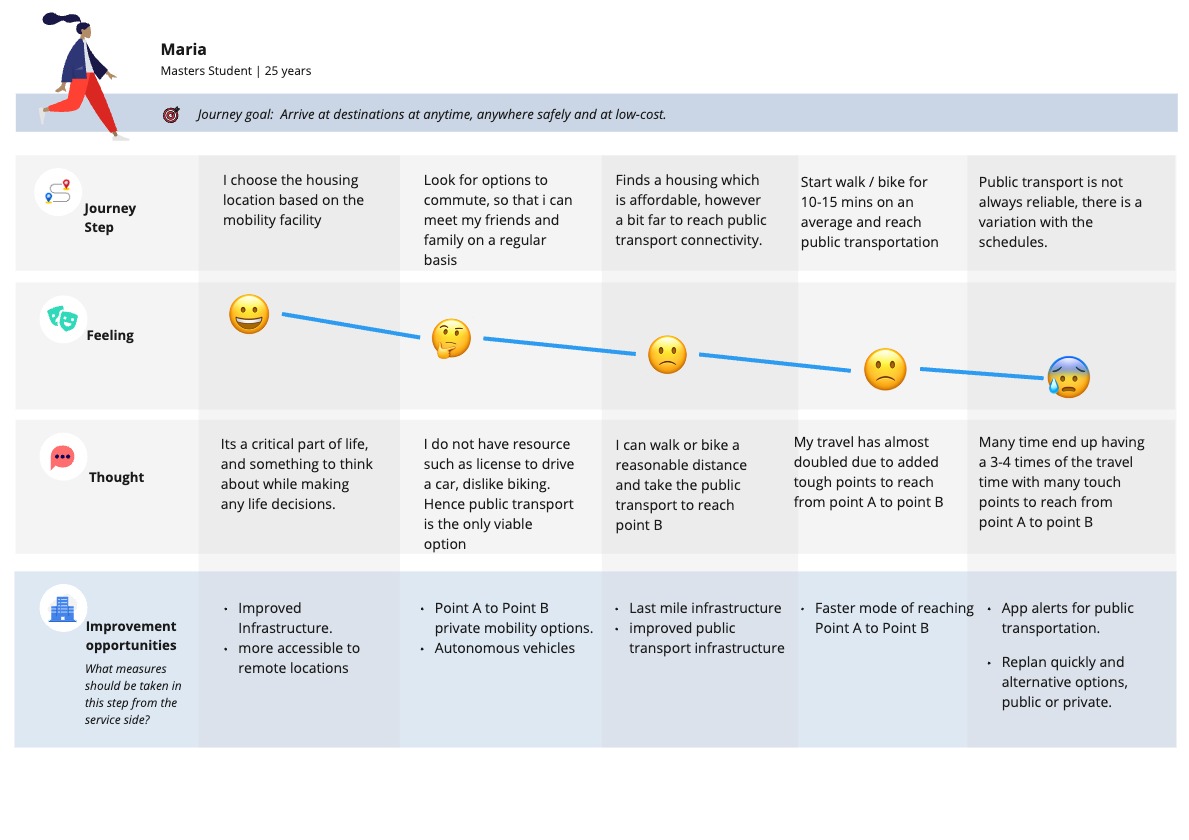 Maria
Masters Student | 25 years
Journey goal:  Arrive at destinations at anytime, anywhere safely and at low-cost.
Journey
Step
I choose the housing
location based on the
mobility facility
Look for options to
commute, so that i can
meet my friends and
family on a regular
basis
Finds a housing which
is affordable, however
a bit far to reach public
transport connectivity.
Start walk / bike for
10-15 mins on an
average and reach
public transportation
Public transport is not
always reliable, there is a
variation with the
schedules.
Feeling
Thought
Its a critical part of life,
and something to think
about while making
any life decisions.
I do not have resource
such as license to drive
a car, dislike biking.
Hence public transport
is the only viable
option
I can walk or bike a
reasonable distance
and take the public
transport to reach
point B
My travel has almost
doubled due to added
tough points to reach
from point A to point B
Many time end up having
a 3-4 times of the travel
time with many touch
points to reach from
point A to point B
Improvement
opportunities
What measures
should be taken in
this step from the
service side?
• Improved
Infrastructure.
• more accessible to
remote locations
• Point A to Point B
private mobility options.
• Autonomous vehicles
• Last mile infrastructure
• improved public
transport infrastructure
• Faster mode of reaching
Point A to Point B
• App alerts for public
transportation.
• Replan quickly and
alternative options,
public or private.